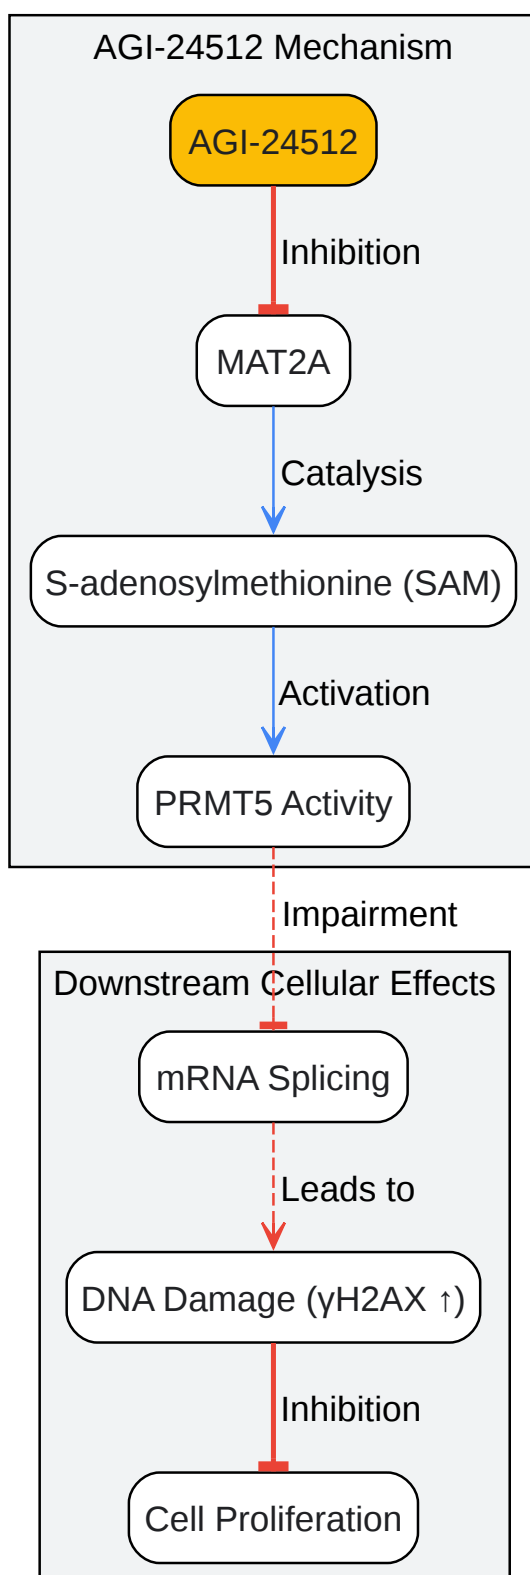 AGI-24512 Mechanism
AGI-24512
Inhibition
MAT2A
Catalysis
S-adenosylmethionine (SAM)
Activation
PRMT5 Activity
Impairment
Downstream Cellular Effects
mRNA Splicing
Leads to
DNA Damage (γH2AX ↑)
Inhibition
Cell Proliferation